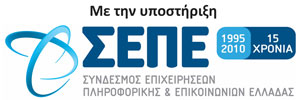 Με την υποστήριξη
ΣΕΠΕ
1995
2010
15
ΧΡΟΝΙΑ
ΣΥΝΔΕΣΜΟΣ ΕΠΙΧΕΙΡΗΣΕΩΝ
ΠΛΗΡΟΦΟΡΙΚΗΣ & ΕΠΙΚΟΙΝΩΝΙΩΝ ΕΛΛΑΔΑΣ